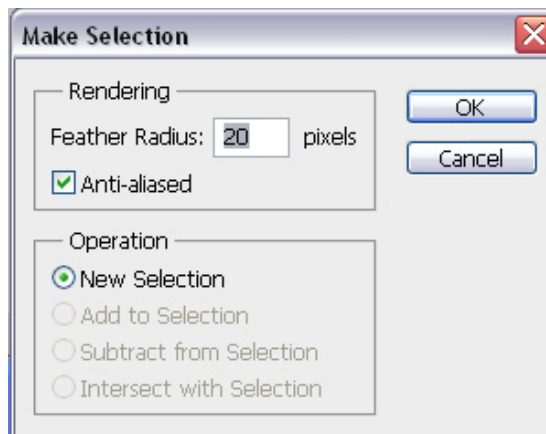 Make Selection
Rendering
Feather Radius: 20 pixels
Anti-aliased
OK
Cancel
Operation
New Selection
Add to Selection
Subtract from Selection
Intersect with Selection